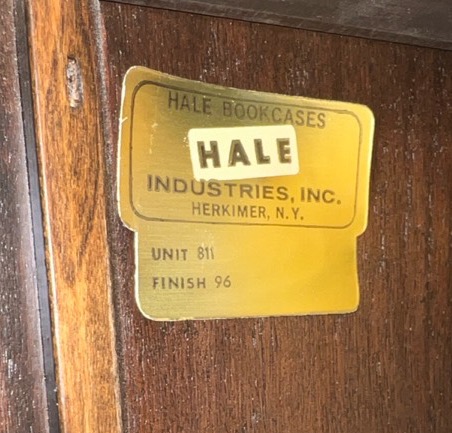 HALE BOOKCASES
HALE
INDUSTRIES, INC.
HERKIMER, N.Y.
UNIT 811
FINISH 96